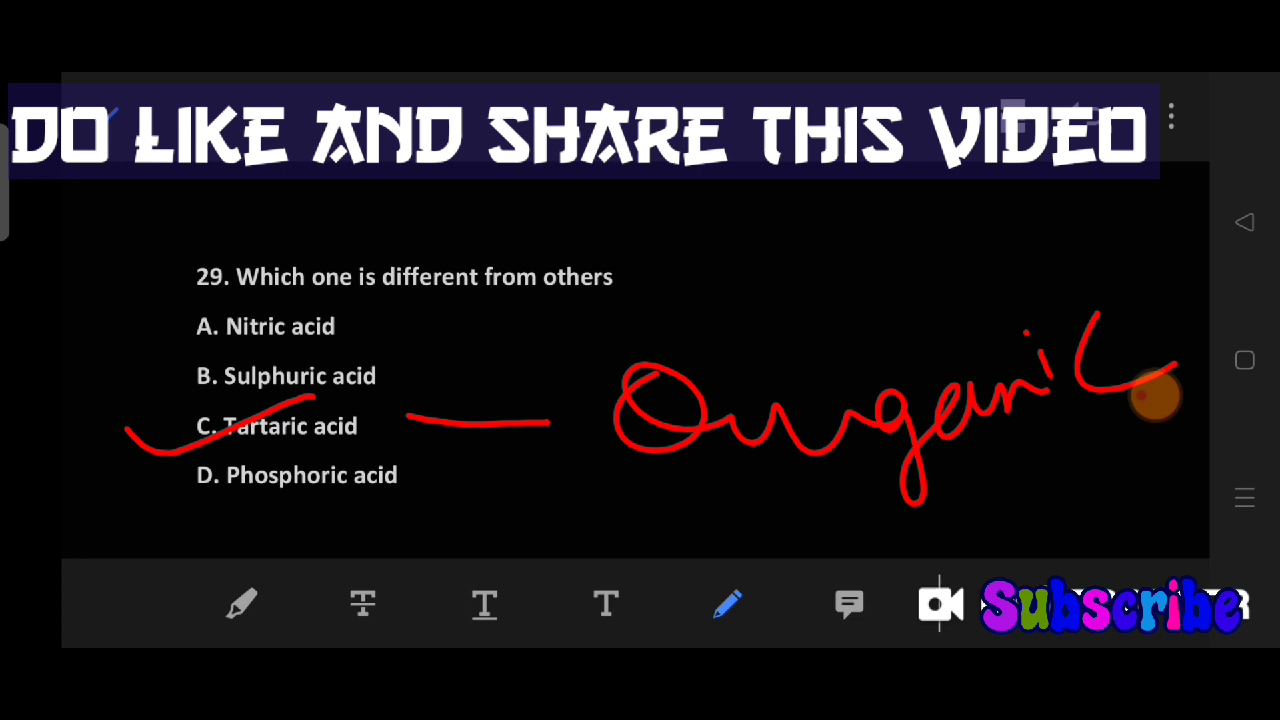 DO LIKE AND SHARE THIS VIDEO
29. Which one is different from others
A. Nitric acid
B. Sulphuric acid
C. Tartaric acid
Organic
D. Phosphoric acid
T T T
Subscribe